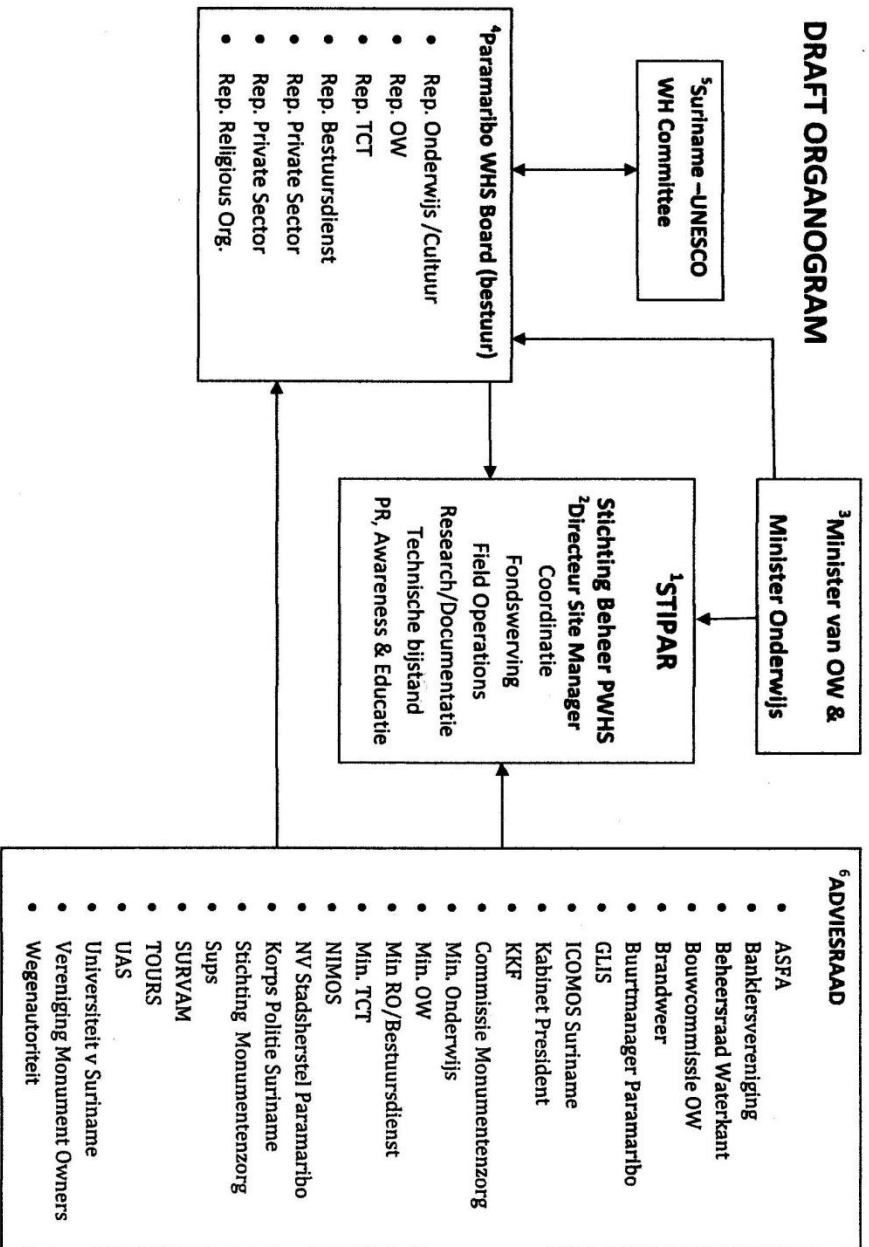 DRAFT ORGANOGRAM
⁵Suriname –UNESCO
WH Committee
³Minister van OW &
Minister Onderwijs
⁴Paramaribo WHS Board (bestuur)
• Rep. Onderwijs /Cultuur
• Rep. OW
• Rep. TCT
• Rep. Bestuursdienst
• Rep. Private Sector
• Rep. Private Sector
• Rep. Religious Org.
¹STIPAR
Stichting Beheer PWHS
²Directeur Site Manager
Coordinatie
Fondswerving
Field Operations
Research/Documentatie
Technische bijstand
PR, Awareness & Educatie
⁶ADVIESRAAD
• ASFA
• Bankiersvereniging
• Beheersraad Waterkant
• Bouwcommissie OW
• Brandweer
• Buurtmanager Paramaribo
• GLIS
• ICOMOS Suriname
• Kabinet President
• KKF
• Commissie Monumentenzorg
• Min. Onderwijs
• Min. OW
• Min RO/Bestuursdienst
• Min. TCT
• NIMOS
• NV Stadsherstel Paramaribo
• Korps Politie Suriname
• Stichting Monumentenzorg
• Sups
• SURVAM
• TOURS
• UAS
• Universiteit v Suriname
• Vereniging Monument Owners
• Wegenautoriteit